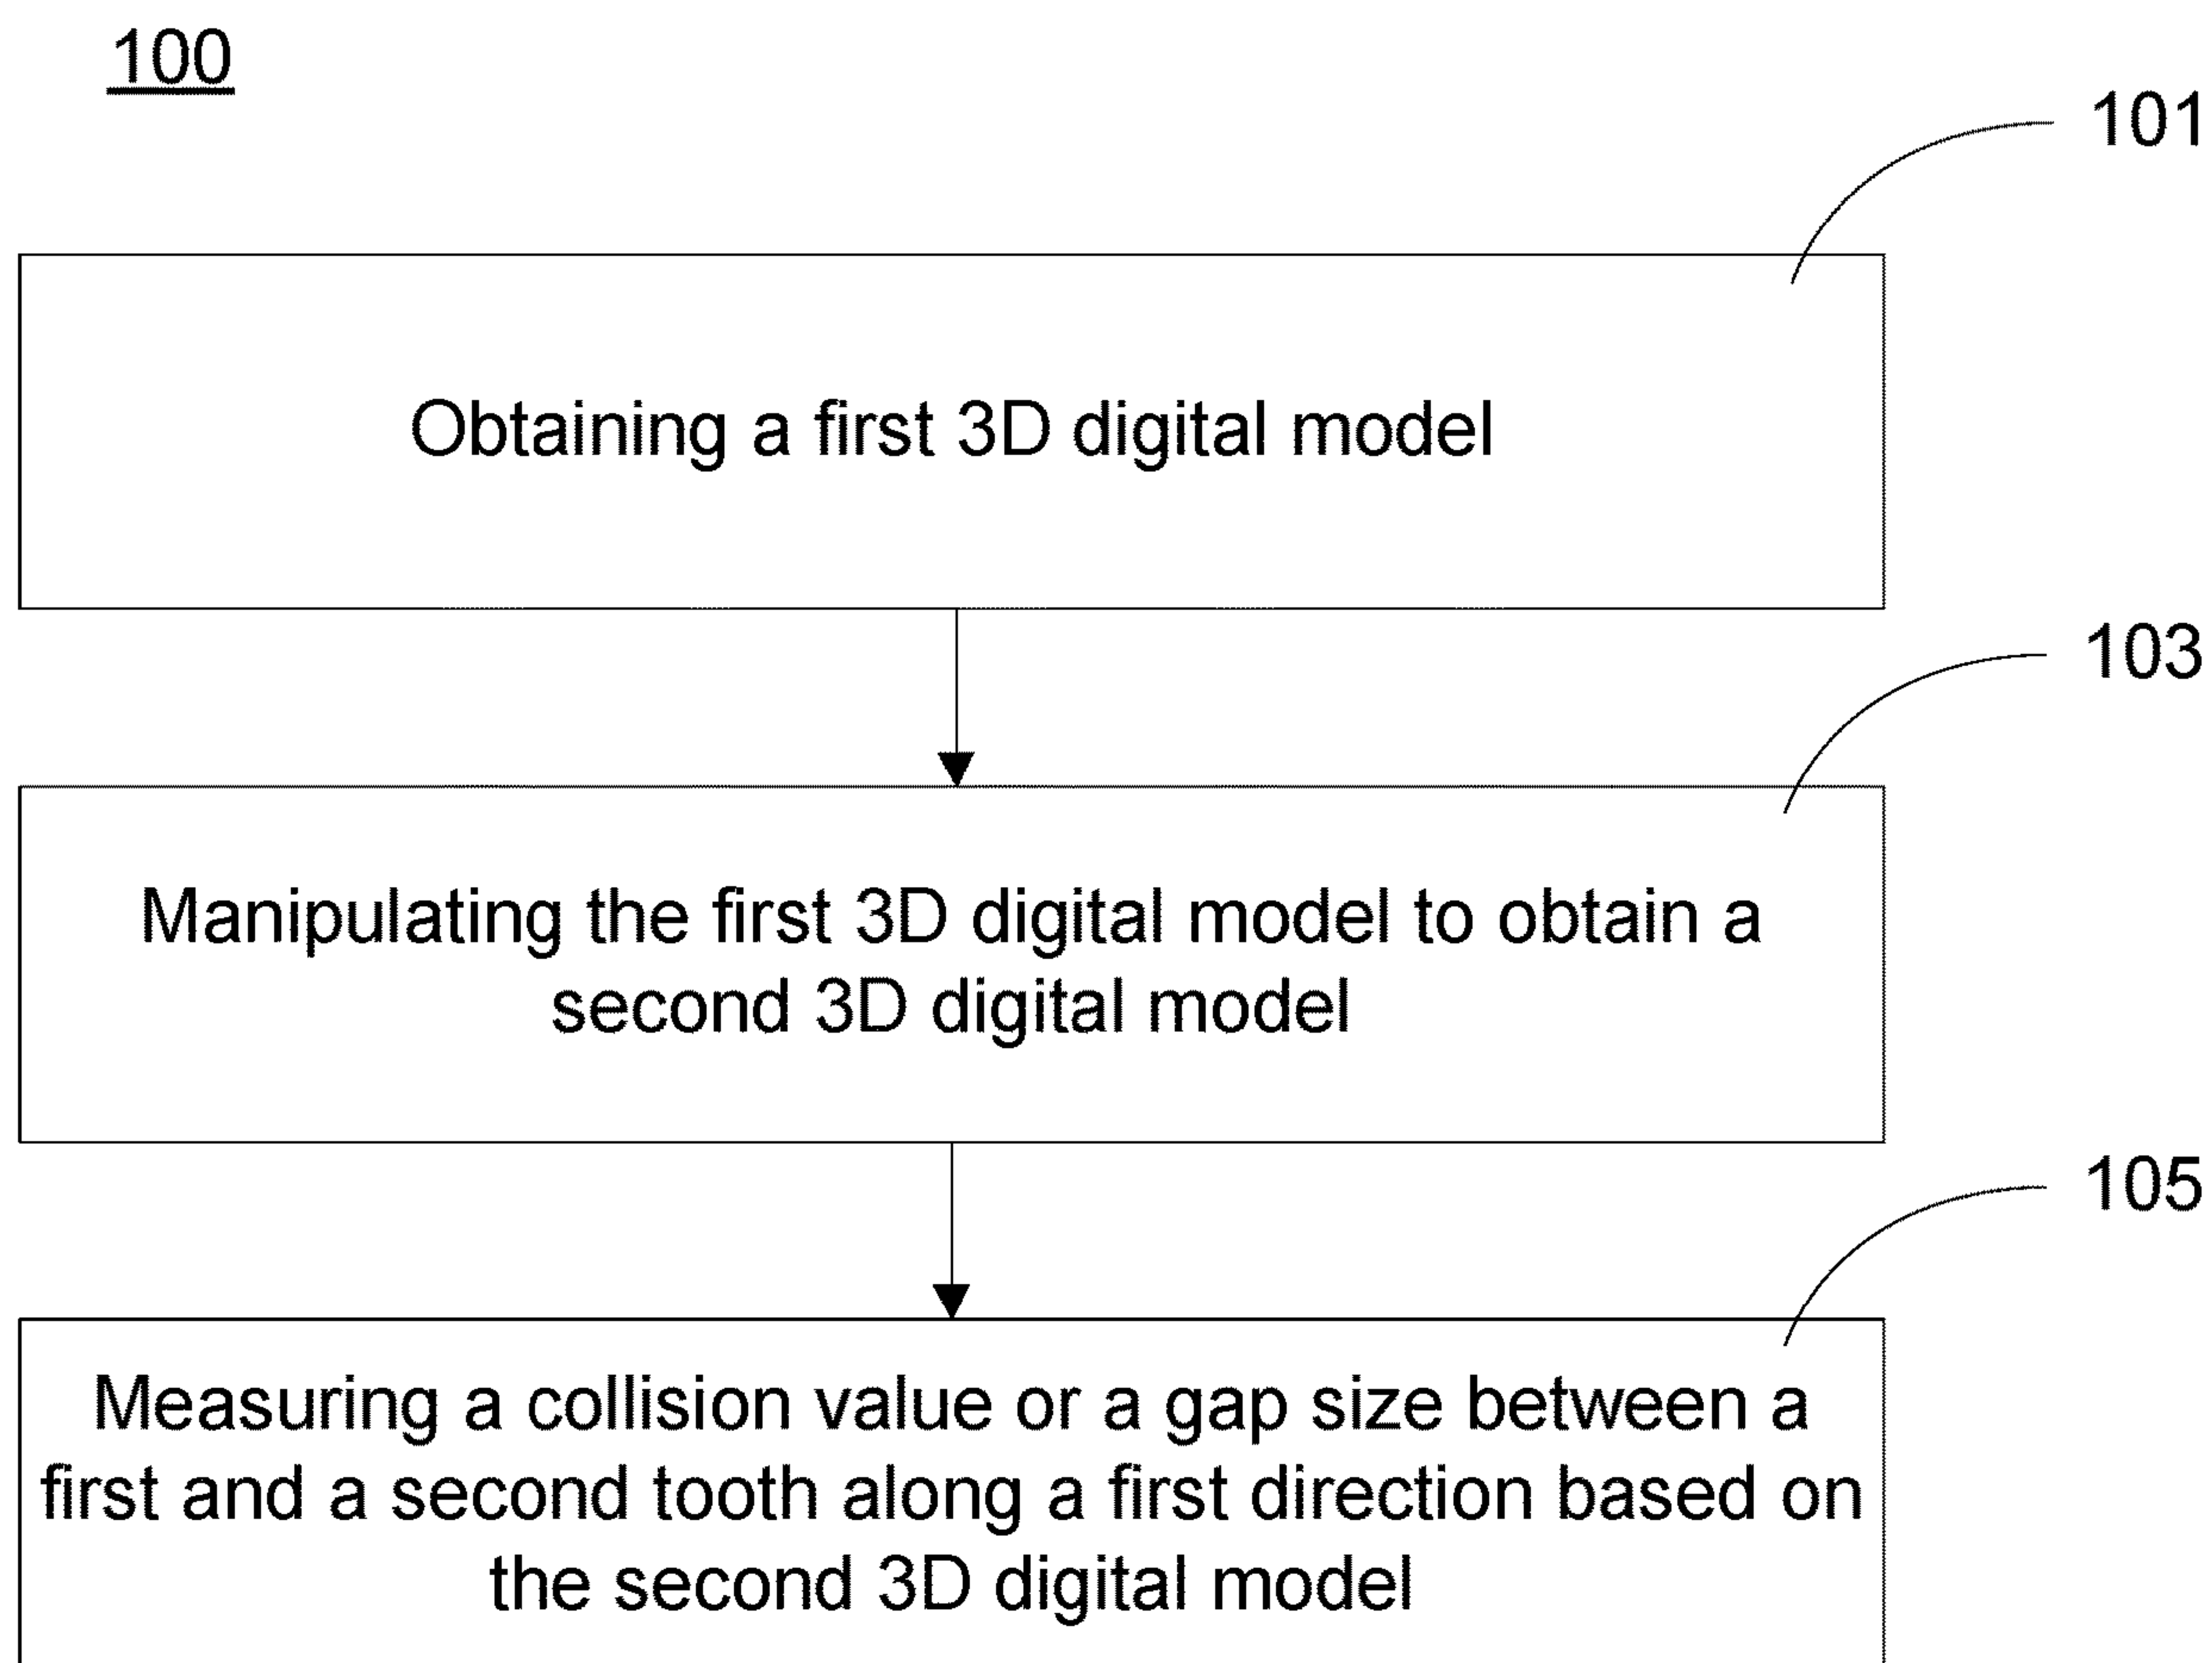 100
101
Obtaining a first 3D digital model
103
Manipulating the first 3D digital model to obtain a
second 3D digital model
105
Measuring a collision value or a gap size between a
first and a second tooth along a first direction based on
the second 3D digital model